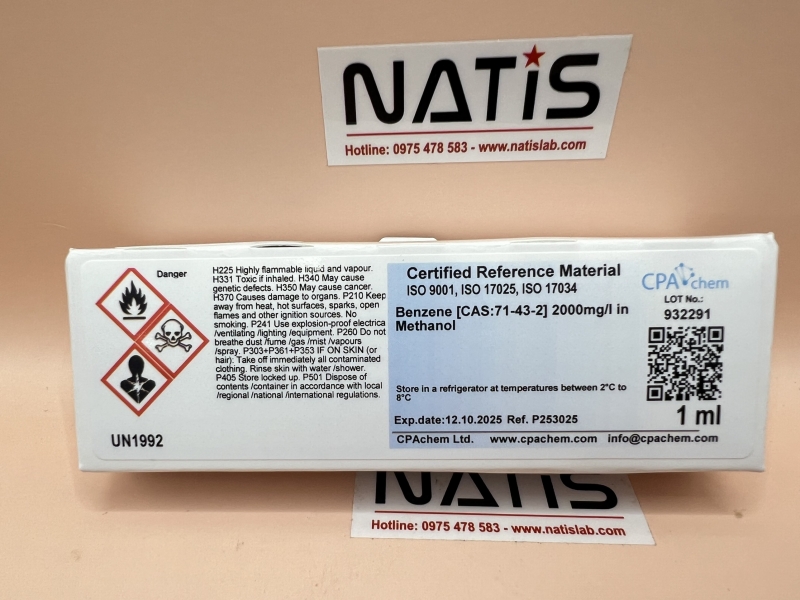 NATIS
Hotline: 0975 478 583 - www.natislab.com
Danger
H225 Highly flammable liquid and vapour.
H331 Toxic if inhaled. H340 May cause
genetic defects. H350 May cause cancer.
H370 Causes damage to organs. P210 Keep
away from heat, hot surfaces, sparks, open
flames and other ignition sources. No
smoking. P241 Use explosion-proof electrica
/ventilating /lighting /equipment. P260 Do not
breathe dust /fume /gas /mist /vapours
/spray. P303+P361+P353 IF ON SKIN (or
hair): Take off immediately all contaminated
clothing. Rinse skin with water /shower.
P405 Store locked up. P501 Dispose of
contents /container in accordance with local
/regional /national /international regulations.
UN1992
Certified Reference Material
ISO 9001, ISO 17025, ISO 17034
Benzene [CAS:71-43-2] 2000mg/l in
Methanol
Store in a refrigerator at temperatures between 2°C to
8°C
Exp.date:12.10.2025 Ref. P253025
CPAchem Ltd. www.cpachem.com info@cpachem.com
CPAchem
LOT No.:
932291
1 ml
NATIS
Hotline: 0975 478 583 - www.natislab.com